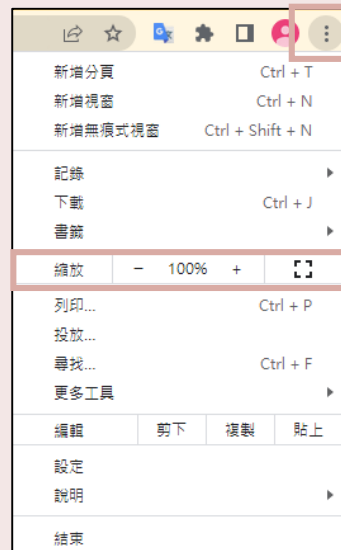 新增分頁 Ctrl + T
新增視窗 Ctrl + N
新增無痕式視窗 Ctrl + Shift + N
記錄
下載 Ctrl + J
書籤
縮放 − 100% +
列印... Ctrl + P
投放...
尋找... Ctrl + F
更多工具
編輯 剪下 複製 貼上
設定
說明
結束